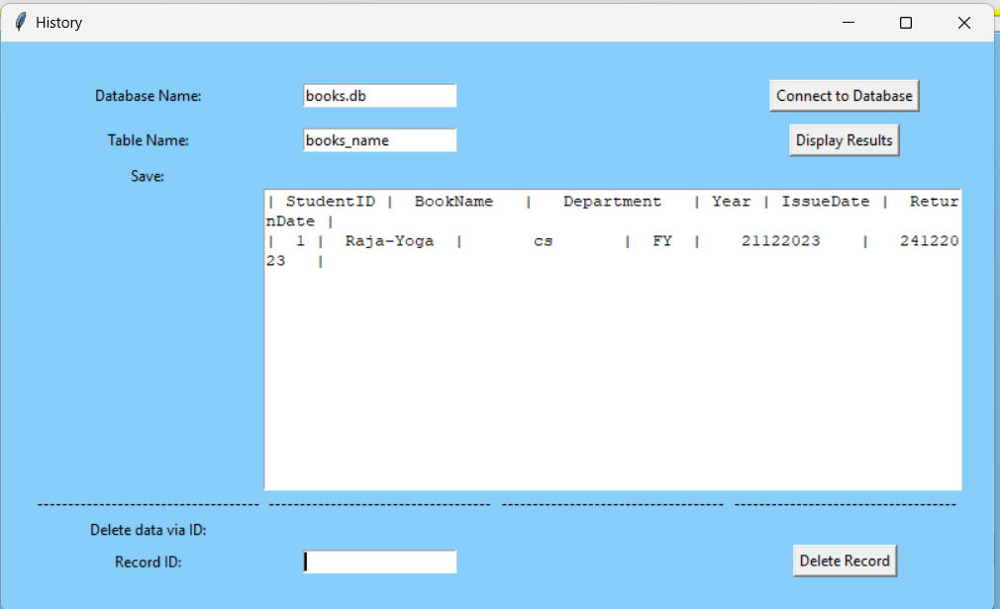 History
Database Name: books.db Connect to Database
Table Name: books_name Display Results
Save:
| StudentID |  BookName   |   Department   | Year | IssueDate |  Retur
nDate |
|  1 |  Raja-Yoga  |       cs       |  FY  |    21122023    |   241220
23   |
--------------------------------- --------------------------------- --------------------------------- ---------------------------------
Delete data via ID:
Record ID: Delete Record